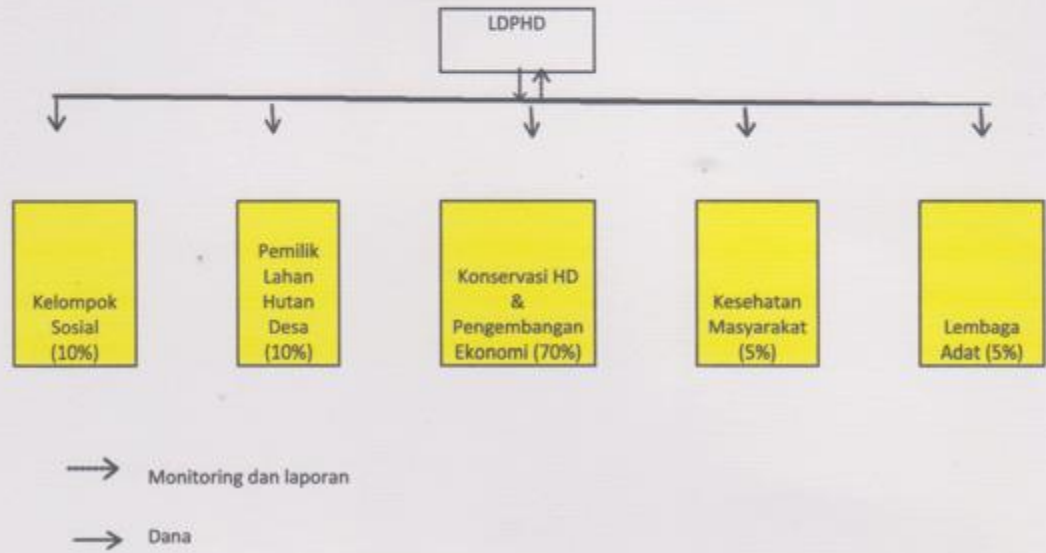 LDPHD
Kelompok
Sosial
(10%)
Pemilik
Lahan
Hutan
Desa
(10%)
Konservasi HD
&
Pengembangan
Ekonomi (70%)
Kesehatan
Masyarakat
(5%)
Lembaga
Adat (5%)
Monitoring dan laporan
Dana